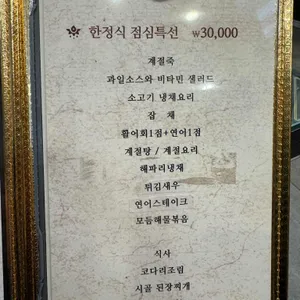 한정식 점심특선 ₩30,000
계절죽
과일소스와 비타민 샐러드
소고기 냉채요리
잡 채
활어회1점+연어1점
계절탕 / 계절요리
해파리냉채
튀김새우
연어스테이크
모듬해물볶음
식사
코다리조림
시골 된장찌개